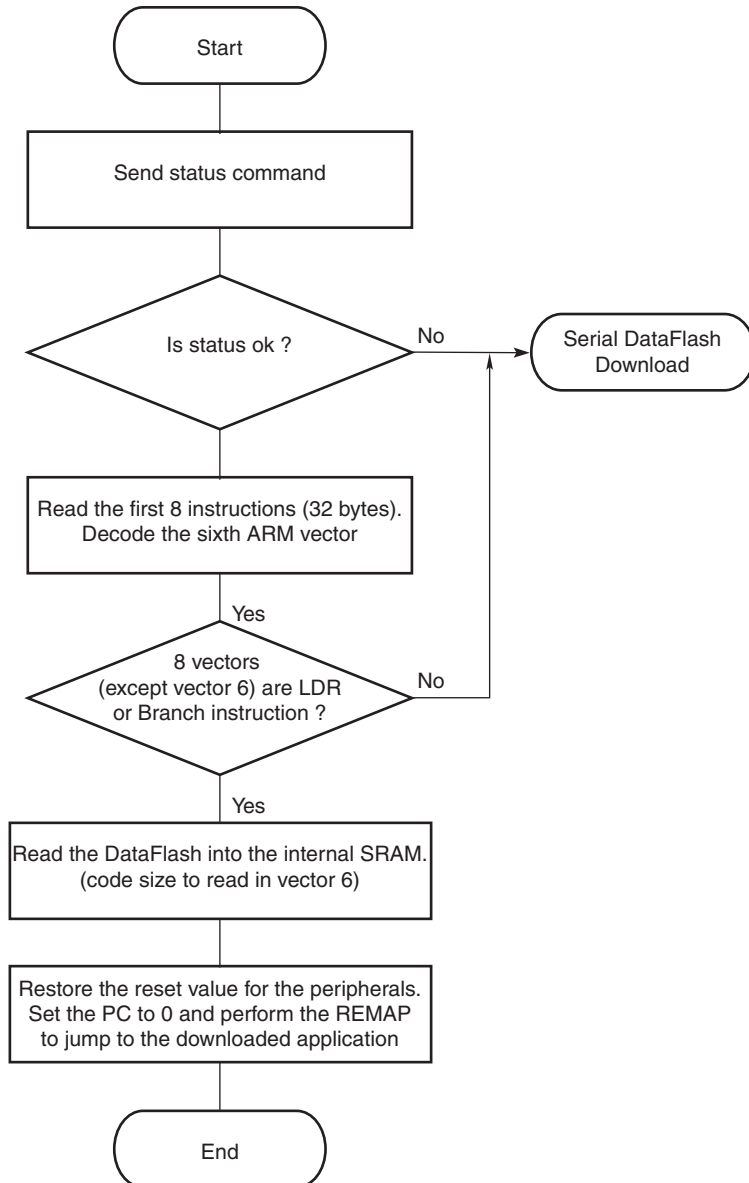 Start
Send status command
Is status ok ?
No
Serial DataFlash
Download
Read the first 8 instructions (32 bytes).
Decode the sixth ARM vector
Yes
8 vectors
(except vector 6) are LDR
or Branch instruction ?
No
Yes
Read the DataFlash into the internal SRAM.
(code size to read in vector 6)
Restore the reset value for the peripherals.
Set the PC to 0 and perform the REMAP
to jump to the downloaded application
End